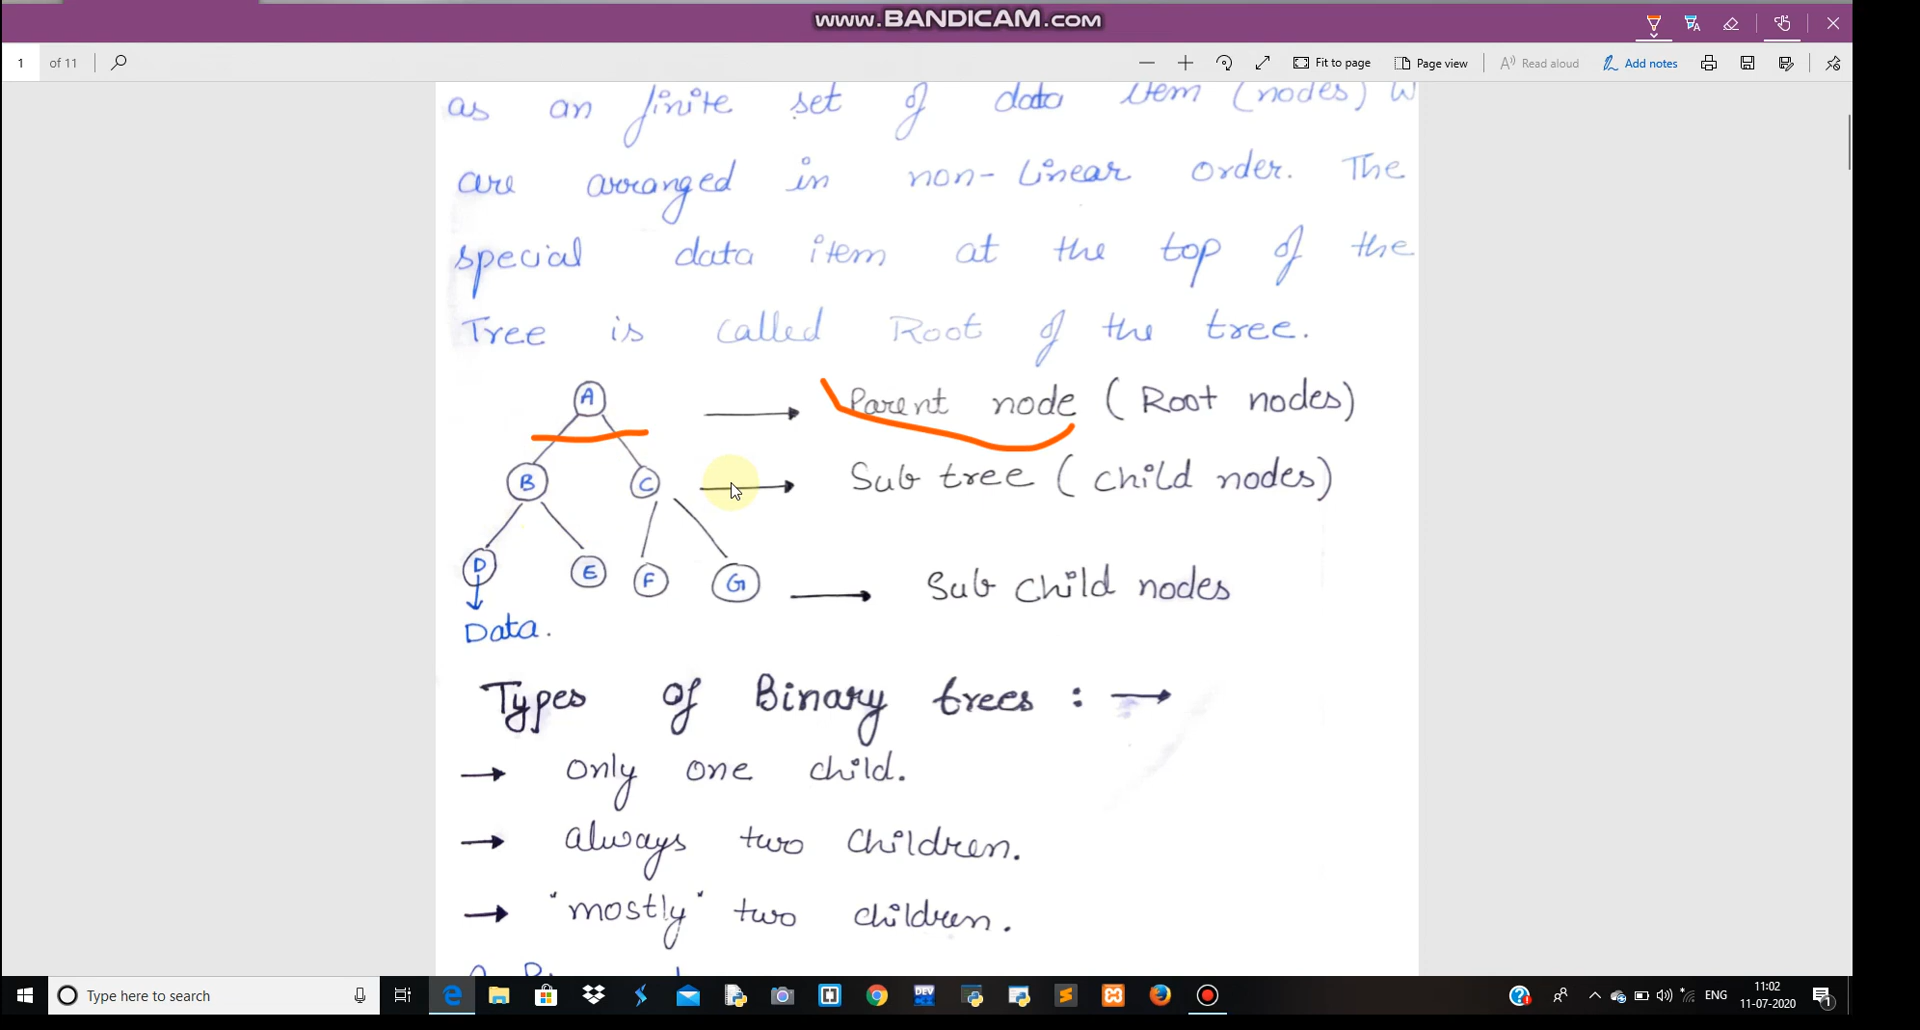 www.BANDICAM.com
1 of 11
Fit to page
Page view
Read aloud
Add notes
as an finite set of data item (nodes) w
are arranged in non-Linear order. The
special data item at the top of the
Tree is called Root of the tree.
A
→ Parent node (Root nodes)
B C → Sub tree (child nodes)
D E F G → Sub Child nodes
Data.
Types of Binary trees : →
→ only one child.
→ always two Children.
→ "mostly" two children.
Type here to search
DEV
ENG
11:02
11-07-2020
1